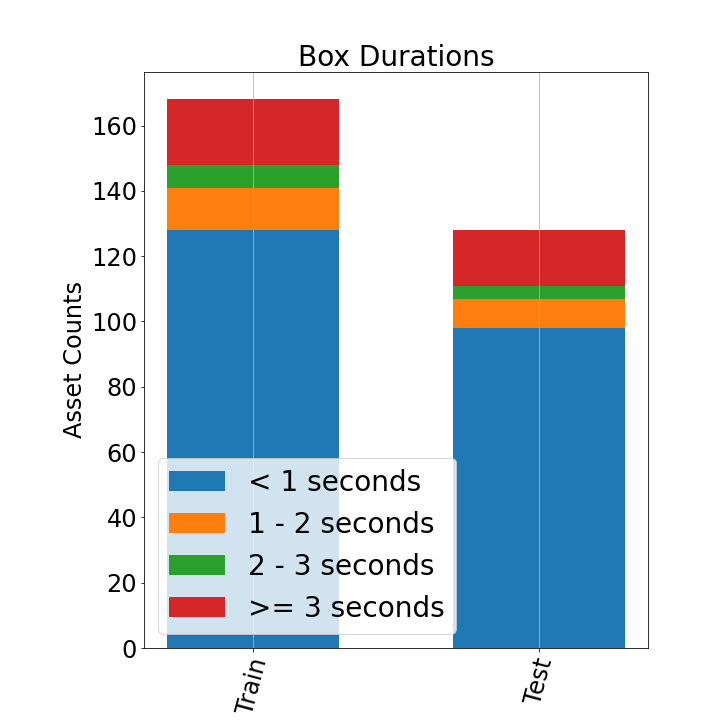 Box Durations
Asset Counts
160
140
120
100
80
60
40
20
0
< 1 seconds
1 - 2 seconds
2 - 3 seconds
>= 3 seconds
Train
Test